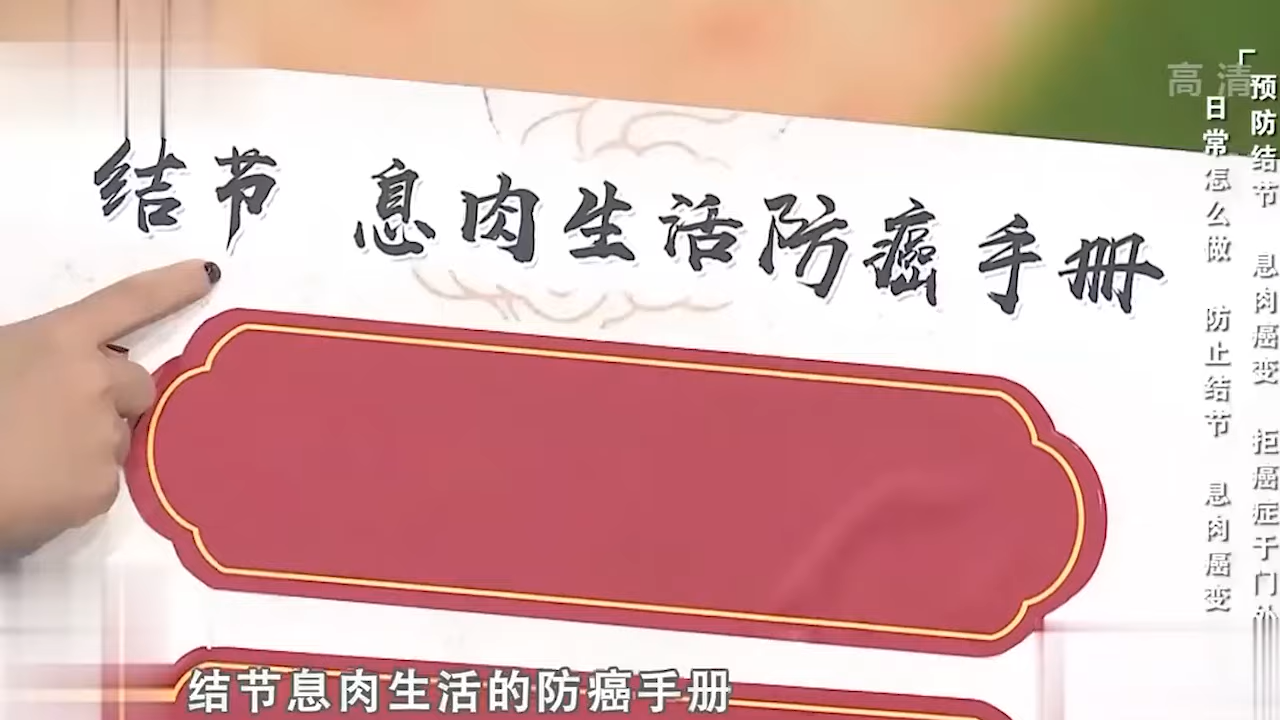 高清
结节 息肉生活防癌手册
「预防结节 息肉癌变 拒癌症于门外
日常怎么做 防止结节 息肉癌变
结节息肉生活的防癌手册